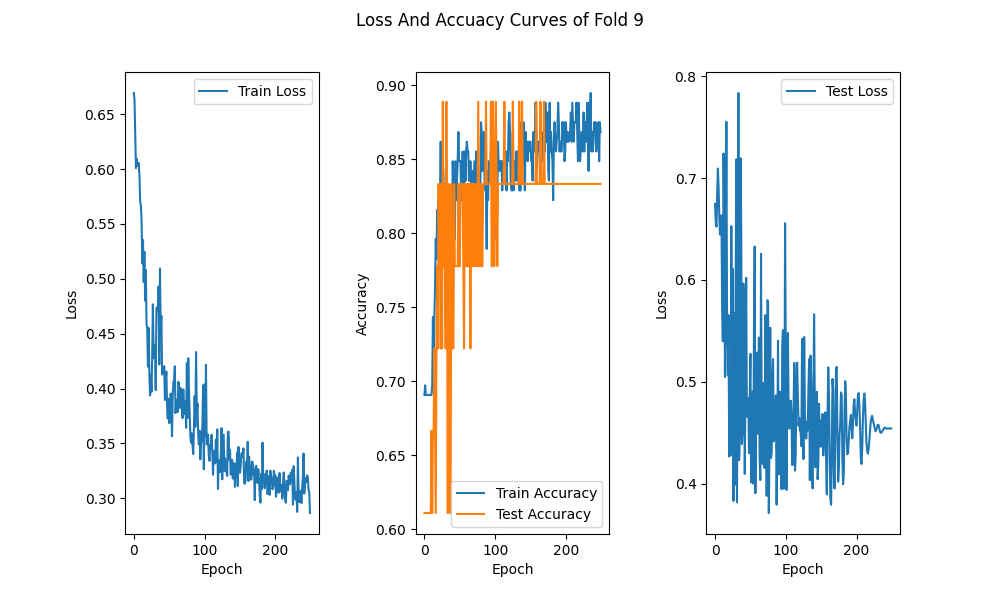 Loss And Accuacy Curves of Fold 9
Train Loss
0.65
0.60
0.55
0.50
0.45
0.40
0.35
0.30
Loss
0
100
200
Epoch
0.90
0.85
0.80
0.75
0.70
0.65
0.60
Accuracy
Train Accuracy
Test Accuracy
0
100
200
Epoch
Test Loss
0.8
0.7
0.6
0.5
0.4
Loss
0
100
200
Epoch